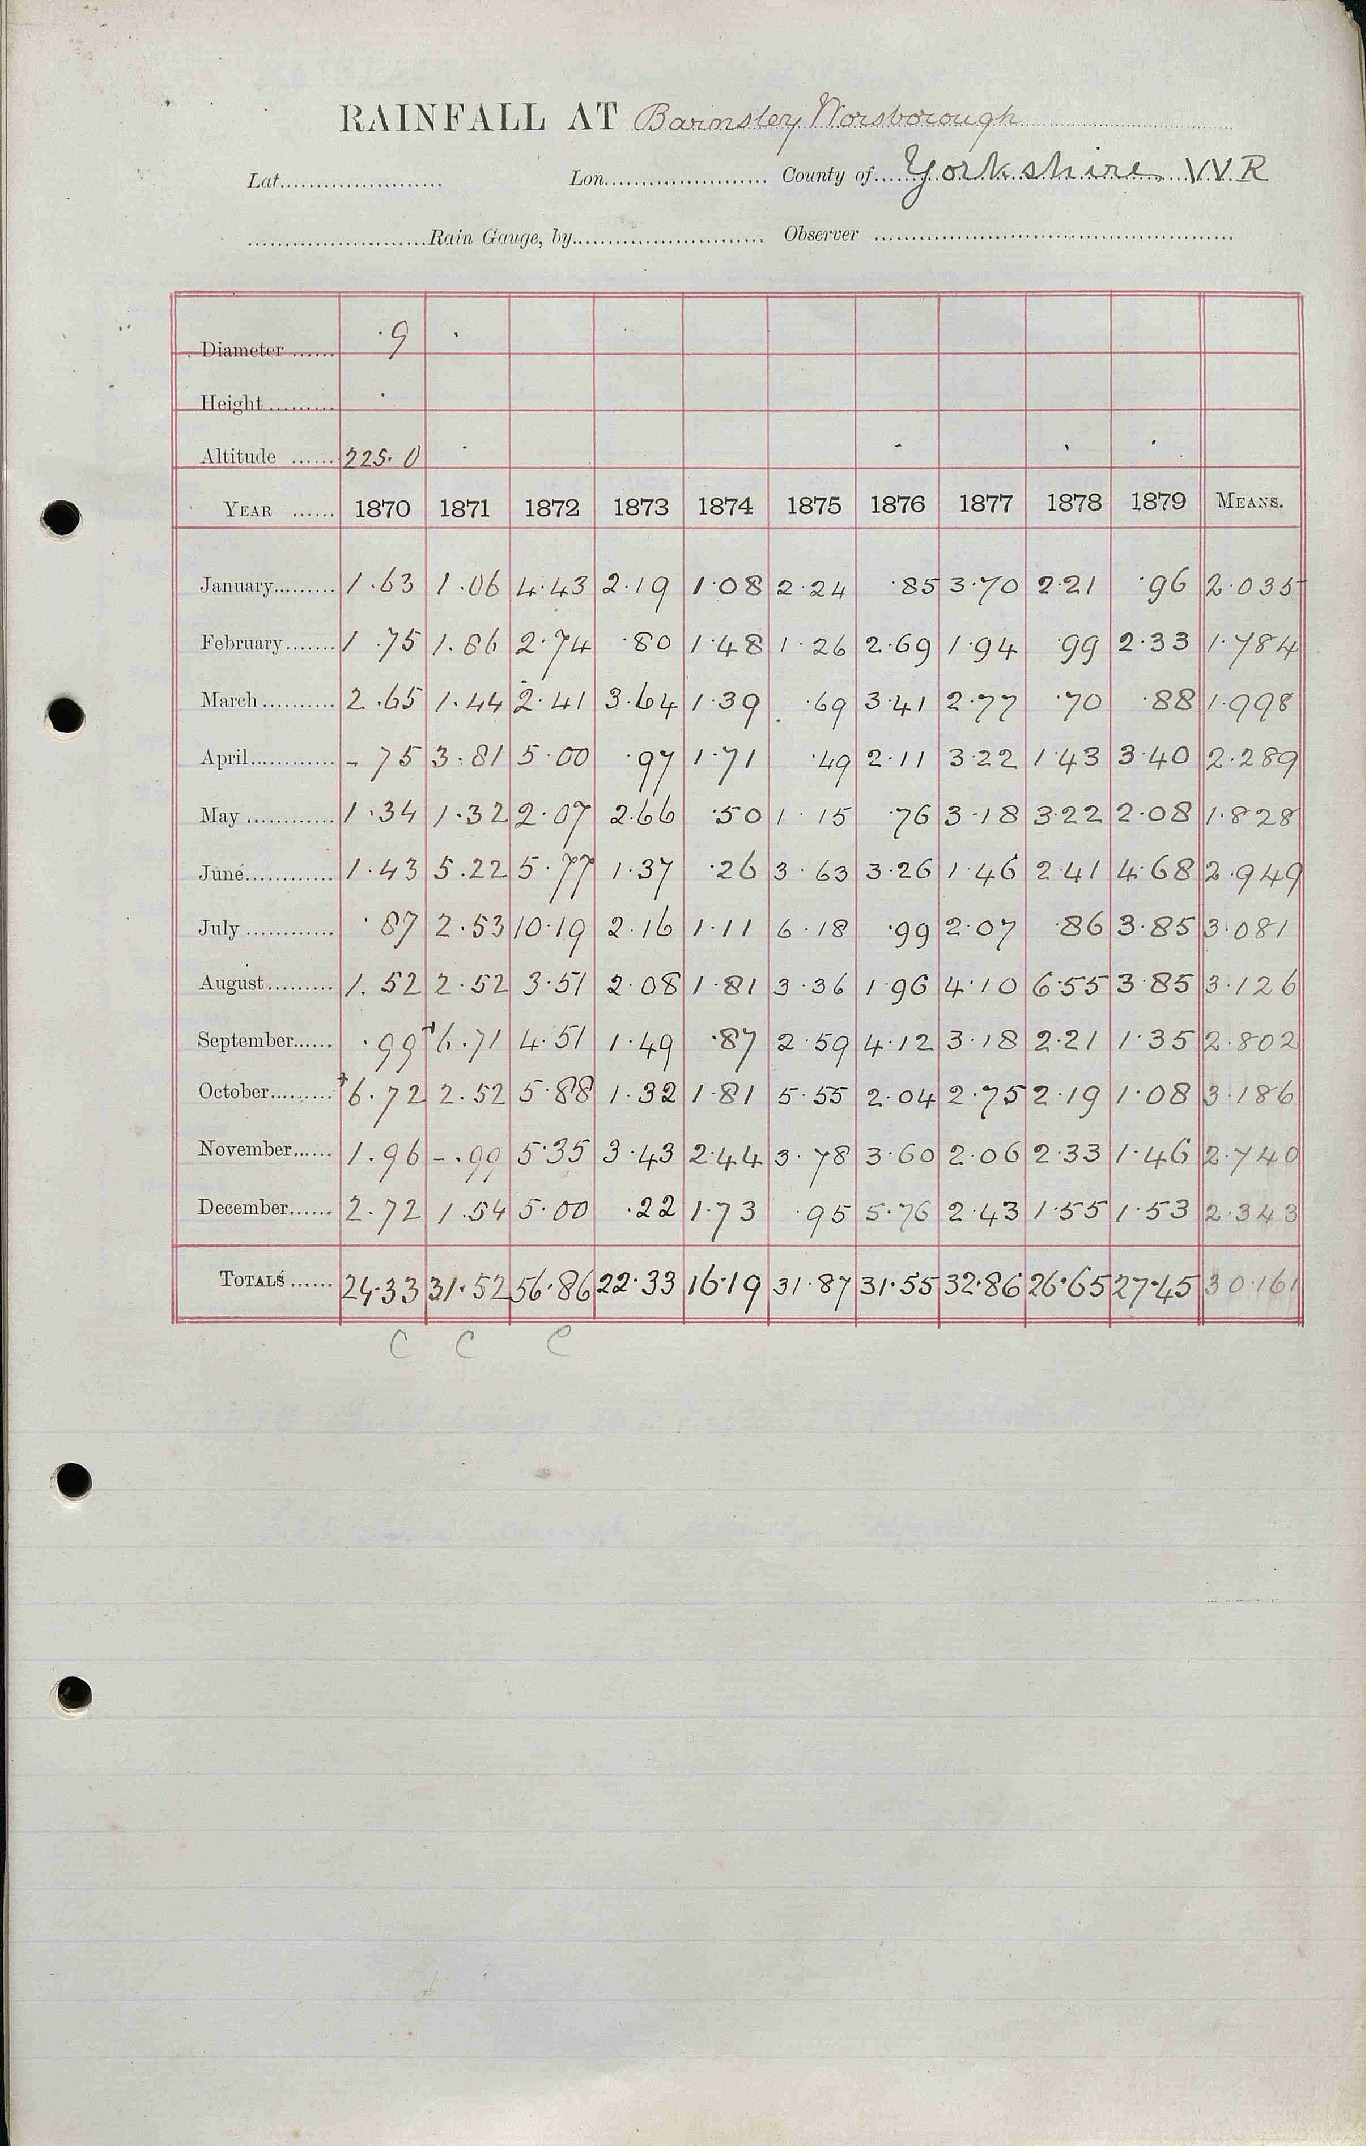 RAINFALL AT Barnsley Worsborough
Lat. Lon. County of Yorkshire WR
Rain Gauge, by Observer
Diameter 9
Height
Altitude 225.0
YEAR 1870 1871 1872 1873 1874 1875 1876 1877 1878 1879 MEANS.
January 1.63 1.06 4.43 2.19 1.08 2.24 .85 3.70 2.21 .96 2.035
February 1.75 1.86 2.74 .80 1.48 1.26 2.69 1.94 .99 2.33 1.784
March 2.65 1.44 2.41 3.64 1.39 .69 3.41 2.77 .70 .88 1.998
April -75 3.81 5.00 .97 1.71 .49 2.11 3.22 1.43 3.40 2.289
May 1.34 1.32 2.07 2.66 .50 1.15 .76 3.18 3.22 2.08 1.828
June 1.43 5.22 5.77 1.37 .26 3.63 3.26 1.46 2.41 4.68 2.949
July .87 2.53 10.19 2.16 1.11 6.18 .99 2.07 .86 3.85 3.081
August 1.52 2.52 3.51 2.08 1.81 3.36 1.96 4.10 6.55 3.85 3.126
September .99 +6.71 4.51 1.49 .87 2.59 4.12 3.18 2.21 1.35 2.802
October +6.72 2.52 5.88 1.32 1.81 5.55 2.04 2.75 2.19 1.08 3.186
November 1.96 -.99 5.35 3.43 2.44 3.78 3.60 2.06 2.33 1.46 2.740
December 2.72 1.54 5.00 .22 1.73 .95 5.76 2.43 1.55 1.53 2.343
TOTALS 24.33 31.52 56.86 22.33 16.19 31.87 31.55 32.86 26.65 27.45 30.161
C C C